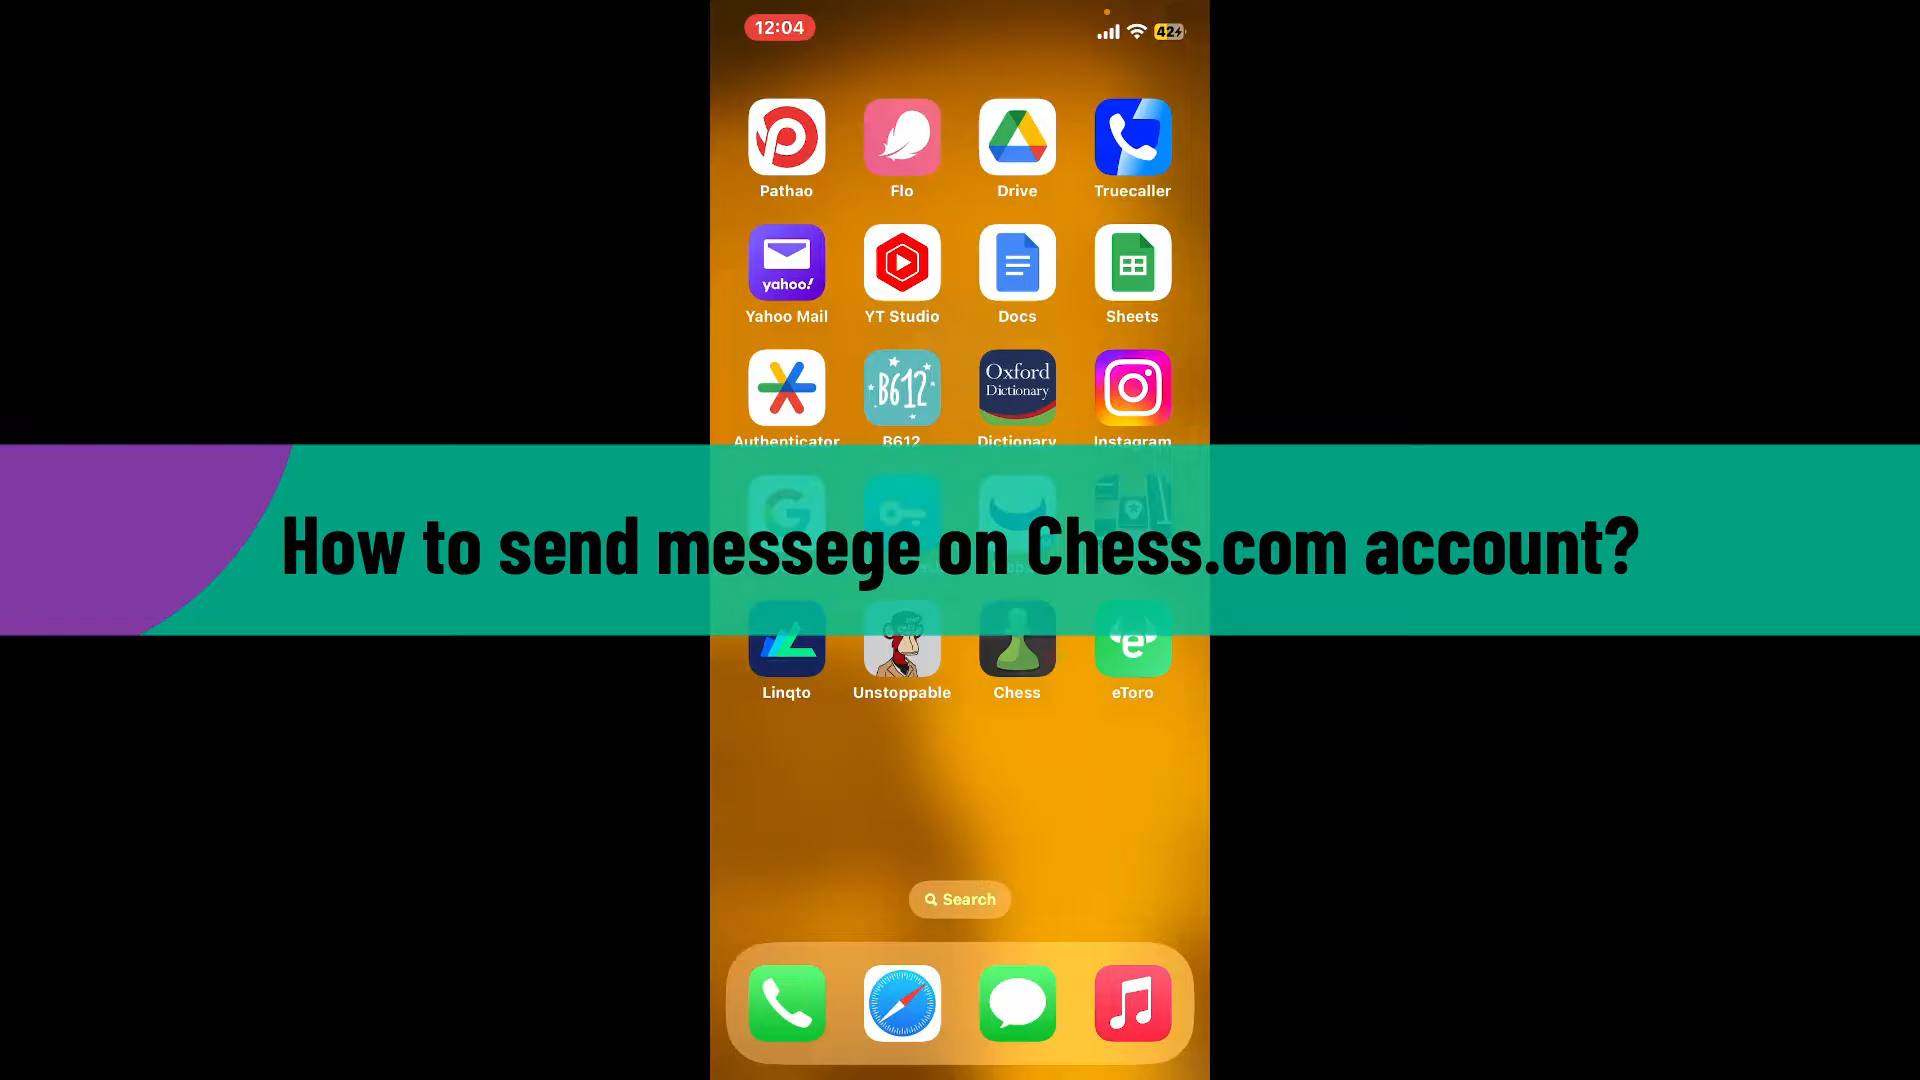 12:04
42
Pathao Flo Drive Truecaller
yahoo!
Yahoo Mail YT Studio Docs Sheets
B612
Oxford
Dictionary
Authenticator B612 Dictionary Instagram
How to send messege on Chess.com account?
Linqto Unstoppable Chess eToro
Search